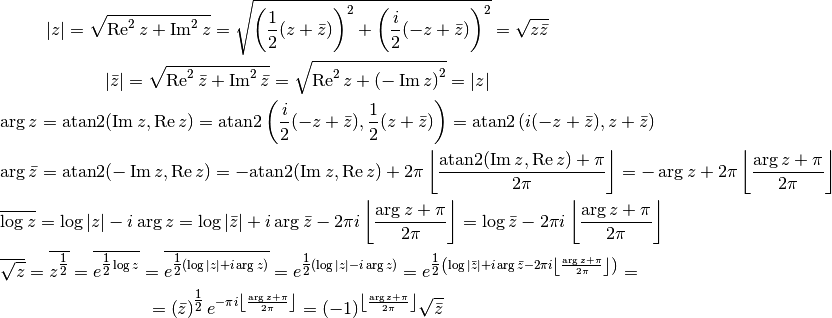 |z| = \sqrt{\operatorname{Re}^2 z + \operatorname{Im}^2 z} = \sqrt{\left(\frac{1}{2}(z + \bar{z})\right)^2 + \left(\frac{i}{2}(-z + \bar{z})\right)^2} = \sqrt{z\bar{z}}
|\bar{z}| = \sqrt{\operatorname{Re}^2 \bar{z} + \operatorname{Im}^2 \bar{z}} = \sqrt{\operatorname{Re}^2 z + (-\operatorname{Im} z)^2} = |z|
\arg z = \operatorname{atan2}(\operatorname{Im} z, \operatorname{Re} z) = \operatorname{atan2}\left(\frac{i}{2}(-z + \bar{z}), \frac{1}{2}(z + \bar{z})\right) = \operatorname{atan2}(i(-z + \bar{z}), z + \bar{z})
\arg \bar{z} = \operatorname{atan2}(-\operatorname{Im} z, \operatorname{Re} z) = -\operatorname{atan2}(\operatorname{Im} z, \operatorname{Re} z) + 2\pi \left\lfloor \frac{\operatorname{atan2}(\operatorname{Im} z, \operatorname{Re} z) + \pi}{2\pi} \right\rfloor = -\arg z + 2\pi \left\lfloor \frac{\arg z + \pi}{2\pi} \right\rfloor
\overline{\log z} = \log |z| - i \arg z = \log |\bar{z}| + i \arg \bar{z} - 2\pi i \left\lfloor \frac{\arg z + \pi}{2\pi} \right\rfloor = \log \bar{z} - 2\pi i \left\lfloor \frac{\arg z + \pi}{2\pi} \right\rfloor
\overline{\sqrt{z}} = \overline{z^{\frac{1}{2}}} = \overline{e^{\frac{1}{2} \log z}} = \overline{e^{\frac{1}{2}(\log |z| + i \arg z)}} = e^{\frac{1}{2}(\log |z| - i \arg z)} = e^{\frac{1}{2}\left(\log |\bar{z}| + i \arg \bar{z} - 2\pi i \left\lfloor \frac{\arg z + \pi}{2\pi} \right\rfloor\right)} =
= (\bar{z})^{\frac{1}{2}} e^{-\pi i \left\lfloor \frac{\arg z + \pi}{2\pi} \right\rfloor} = (-1)^{\left\lfloor \frac{\arg z + \pi}{2\pi} \right\rfloor} \sqrt{\bar{z}}